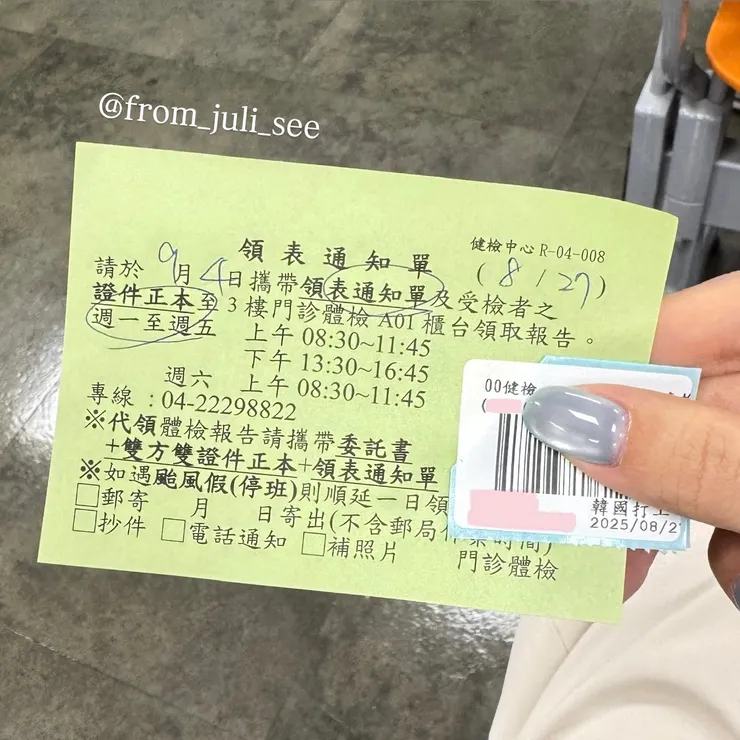 @from_juli_see
領表通知單
健檢中心 R-04-008
請於9月4日攜帶領表通知單及受檢者之
(8/27)
證件正本至3樓門診體檢 A01 櫃台領取報告。
週一至週五 上午 08:30~11:45
下午 13:30~16:45
週六 上午 08:30~11:45
專線:04-22298822
※代領體檢報告請攜帶委託書
+雙方雙證件正本+領表通知單
※如遇颱風假(停班)則順延一日領
□郵寄 月 日寄出(不含郵局作業時間)
□抄件 □電話通知 □補照片 門診體檢
00健檢
韓國打工
2025/08/2